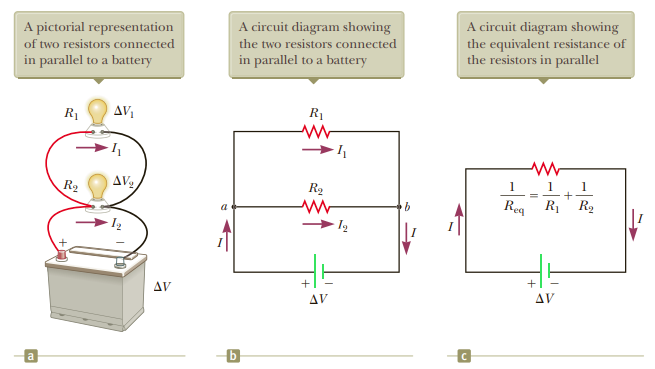 A pictorial representation
of two resistors connected
in parallel to a battery
R1
ΔV1
I1
R2
ΔV2
I2
+
−
ΔV
a
A circuit diagram showing
the two resistors connected
in parallel to a battery
R1
I1
R2
a
b
I2
I
I
+
−
ΔV
b
A circuit diagram showing
the equivalent resistance of
the resistors in parallel
1/Req = 1/R1 + 1/R2
I
I
+
−
ΔV
c